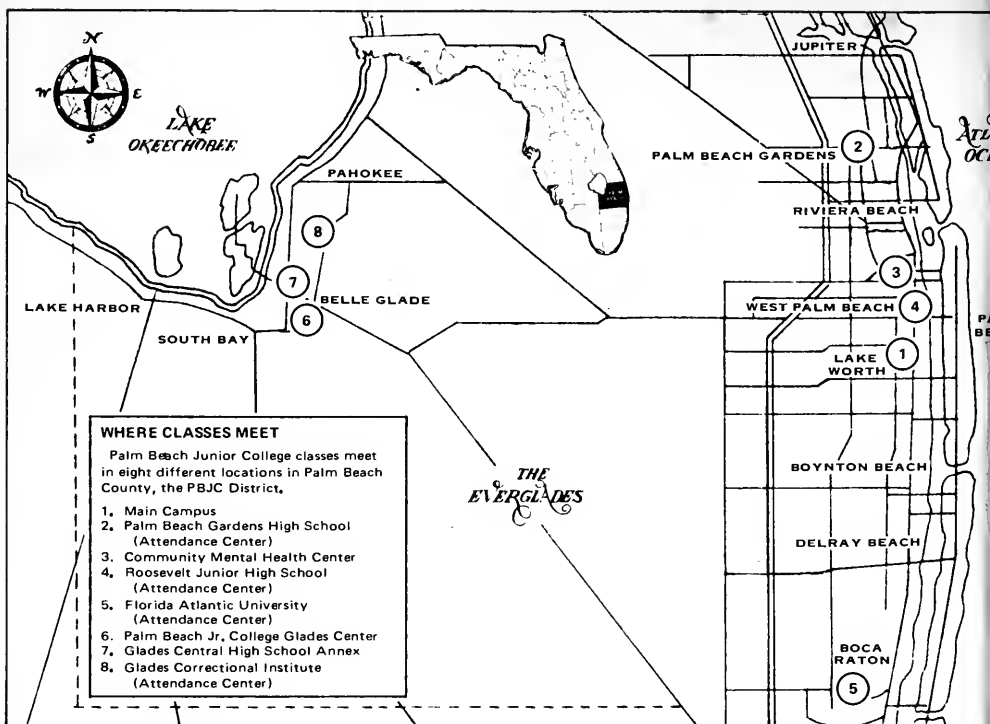 N
W
E
S
LAKE
OKEECHOBEE
JUPITER
PALM BEACH GARDENS
2
PAHOKEE
RIVIERA BEACH
8
3
7
LAKE HARBOR
BELLE GLADE
WEST PALM BEACH
4
6
SOUTH BAY
1
LAKE
WORTH
WHERE CLASSES MEET
Palm Beach Junior College classes meet
in eight different locations in Palm Beach
County, the PBJC District.
1. Main Campus
2. Palm Beach Gardens High School
(Attendance Center)
3. Community Mental Health Center
4. Roosevelt Junior High School
(Attendance Center)
5. Florida Atlantic University
(Attendance Center)
6. Palm Beach Jr. College Glades Center
7. Glades Central High School Annex
8. Glades Correctional Institute
(Attendance Center)
THE
EVERGLADES
BOYNTON BEACH
DELRAY BEACH
BOCA
RATON
5